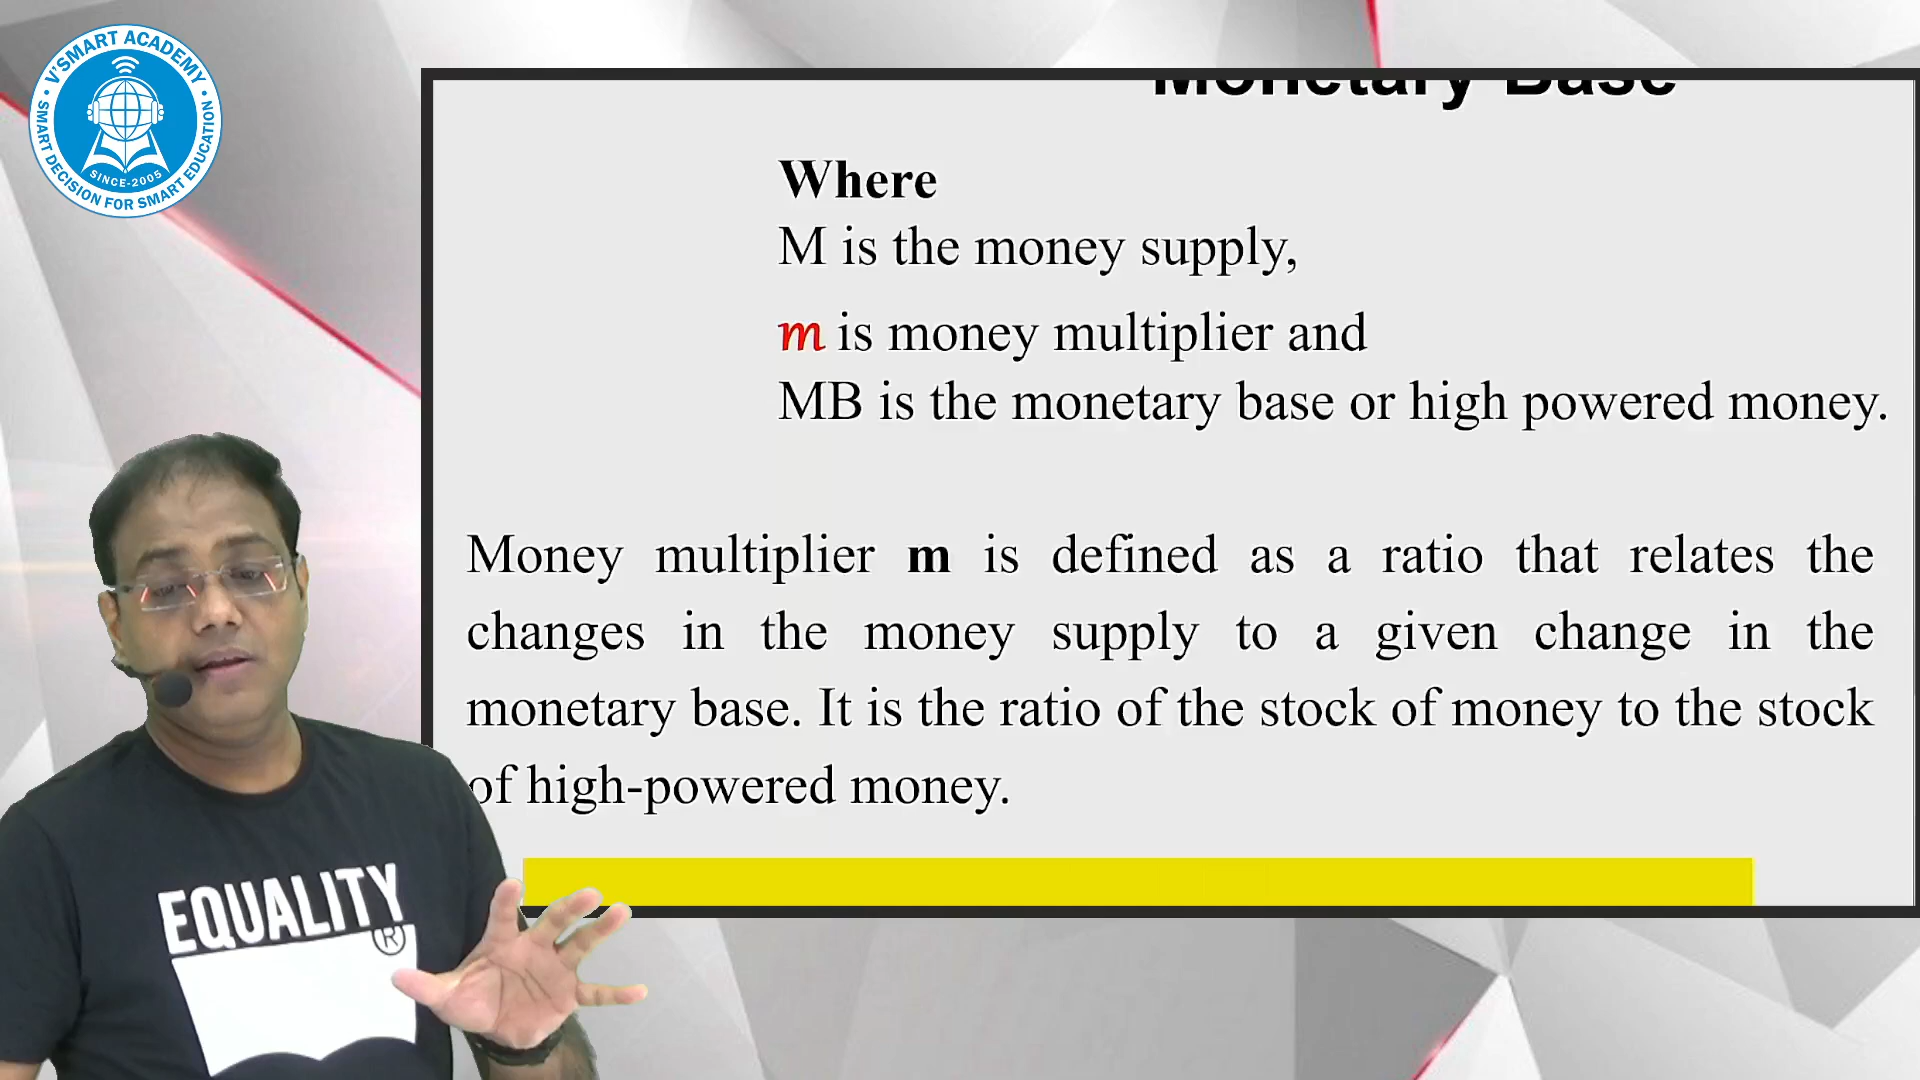 V'SMART ACADEMY
SMART DECISION FOR SMART EDUCATION
SINCE-2005
Monetary Base
Where
M is the money supply,
m is money multiplier and
MB is the monetary base or high powered money.
Money multiplier m is defined as a ratio that relates the
changes in the money supply to a given change in the
monetary base. It is the ratio of the stock of money to the stock
of high-powered money.
EQUALITY
®